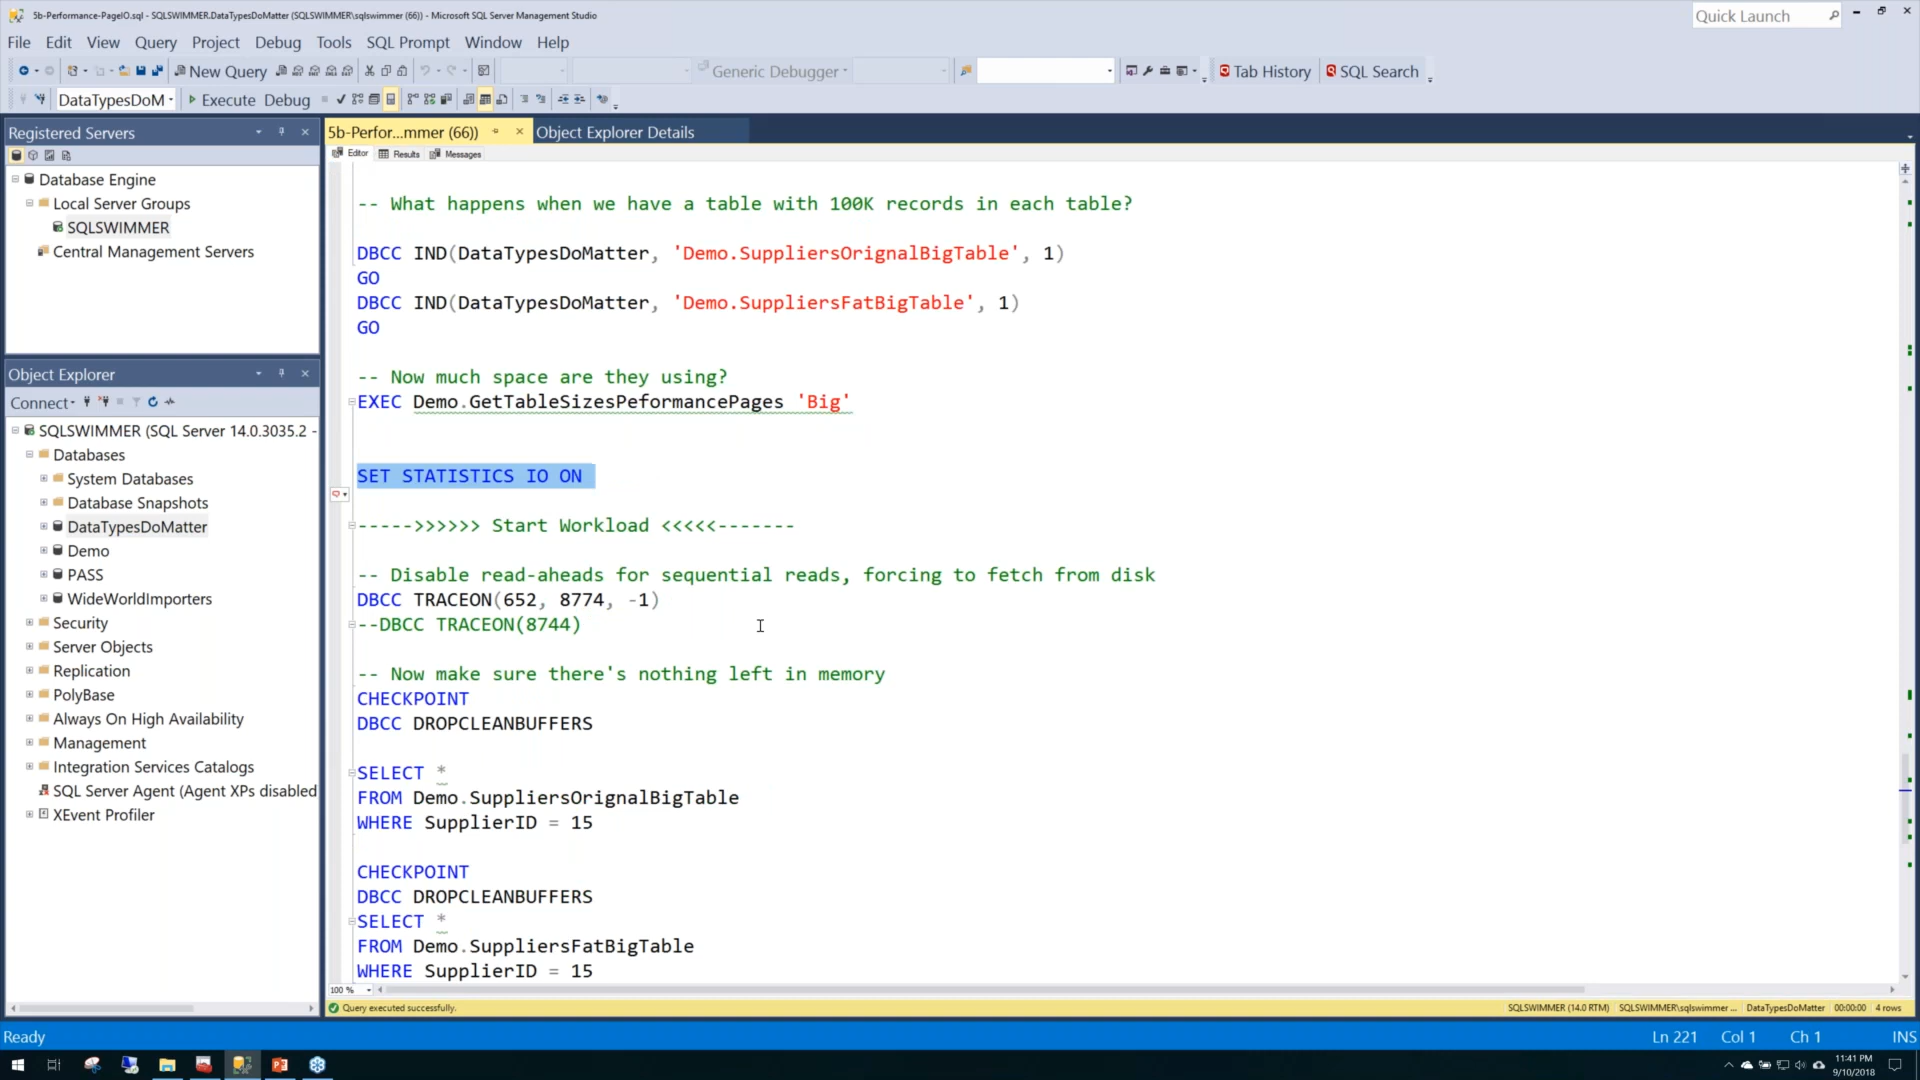 5b-Performance-PageIO.sql - SQLSWIMMER.DataTypesDoMatter (SQLSWIMMER\sqlswimmer (66)) - Microsoft SQL Server Management Studio
Quick Launch
File Edit View Query Project Debug Tools SQL Prompt Window Help
New Query
Generic Debugger
Tab History
SQL Search
DataTypesDoM
Execute Debug
Registered Servers
Database Engine
Local Server Groups
SQLSWIMMER
Central Management Servers
Object Explorer
Connect
SQLSWIMMER (SQL Server 14.0.3035.2 -
Databases
System Databases
Database Snapshots
DataTypesDoMatter
Demo
PASS
WideWorldImporters
Security
Server Objects
Replication
PolyBase
Always On High Availability
Management
Integration Services Catalogs
SQL Server Agent (Agent XPs disabled
XEvent Profiler
5b-Perfor...mmer (66))
Object Explorer Details
Editor Results Messages
-- What happens when we have a table with 100K records in each table?
DBCC IND(DataTypesDoMatter, 'Demo.SuppliersOrignalBigTable', 1)
GO
DBCC IND(DataTypesDoMatter, 'Demo.SuppliersFatBigTable', 1)
GO
-- Now much space are they using?
EXEC Demo.GetTableSizesPeformancePages 'Big'
SET STATISTICS IO ON
----->>>>>> Start Workload <<<<<-------
-- Disable read-aheads for sequential reads, forcing to fetch from disk
DBCC TRACEON(652, 8774, -1)
--DBCC TRACEON(8744)
-- Now make sure there's nothing left in memory
CHECKPOINT
DBCC DROPCLEANBUFFERS
SELECT *
FROM Demo.SuppliersOrignalBigTable
WHERE SupplierID = 15
CHECKPOINT
DBCC DROPCLEANBUFFERS
SELECT *
FROM Demo.SuppliersFatBigTable
WHERE SupplierID = 15
100 %
Query executed successfully.
SQLSWIMMER (14.0 RTM) SQLSWIMMER\sqlswimmer ... DataTypesDoMatter 00:00:00 4 rows
Ready
Ln 221 Col 1 Ch 1 INS
11:41 PM
9/10/2018